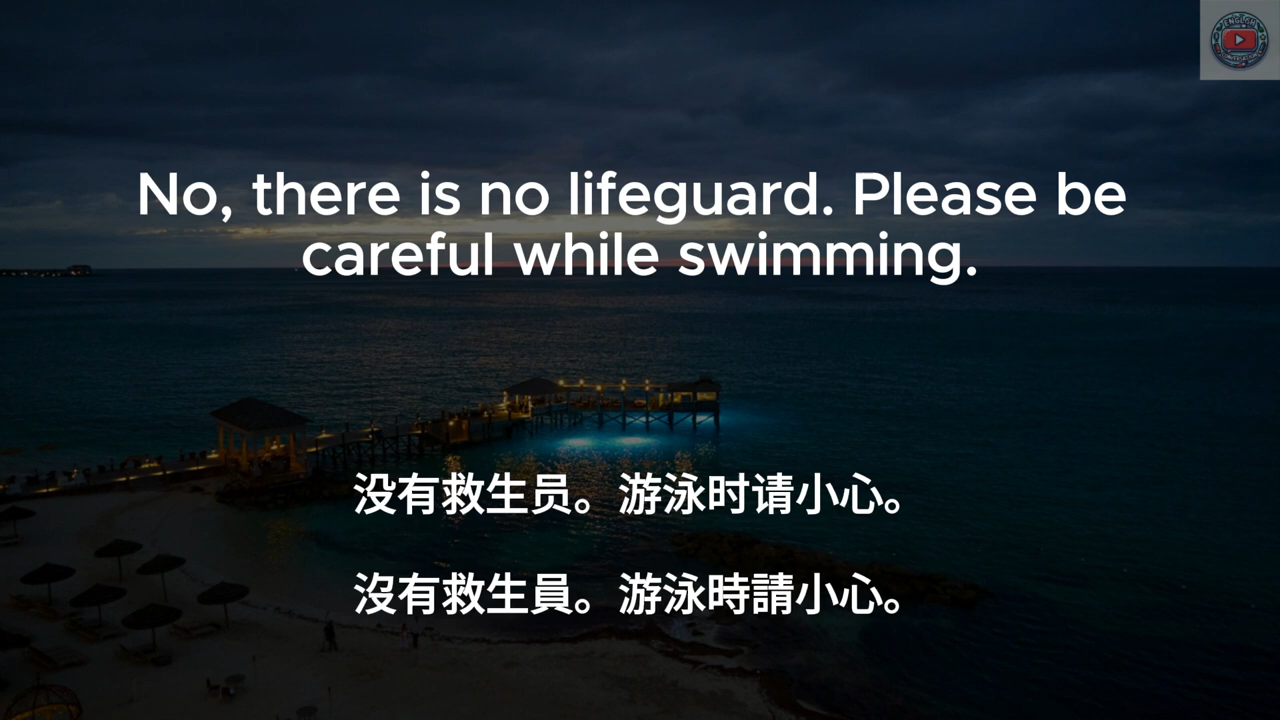 ENGLISH
No, there is no lifeguard. Please be
careful while swimming.
没有救生员。游泳时请小心。
沒有救生員。游泳時請小心。